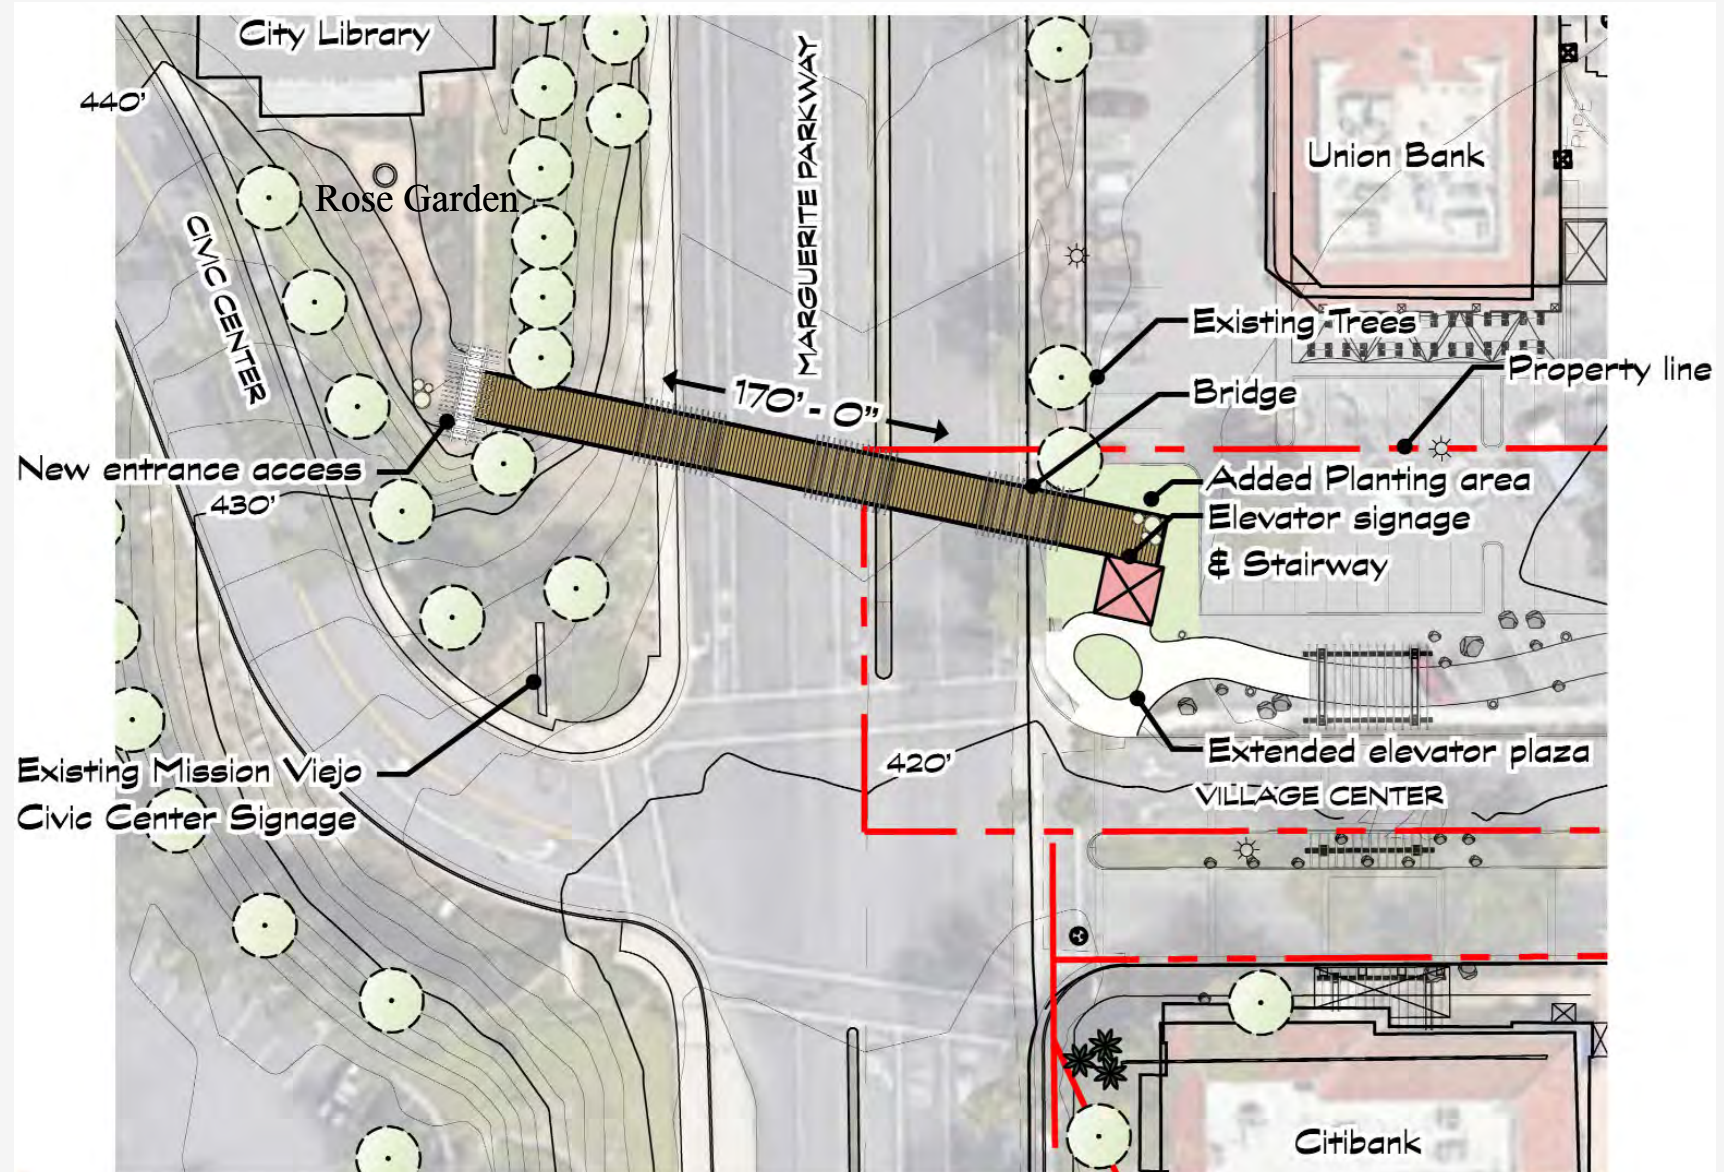 City Library
440'
Rose Garden
CIVIC CENTER
MARGUERITE PARKWAY
Union Bank
RIDE
Existing Trees
Property line
170' - 0"
Bridge
New entrance access
430'
Added Planting area
Elevator signage
& Stairway
Existing Mission Viejo
Civic Center Signage
420'
Extended elevator plaza
VILLAGE CENTER
Citibank